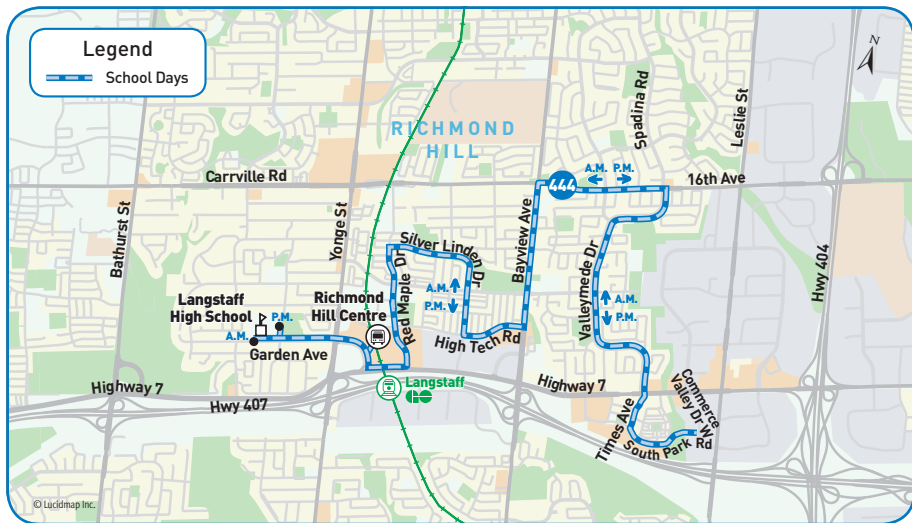 Legend
School Days
N
RICHMOND
HILL
Spadina Rd
Leslie St
A.M. P.M.
444
16th Ave
Carrville Rd
Bathurst St
Yonge St
Bayview Ave
Silver Linden Dr
Red Maple Dr
Valleymede Dr
Hwy 404
A.M.
P.M.
A.M.
P.M.
Langstaff
High School
P.M.
A.M.
Richmond
Hill Centre
Garden Ave
High Tech Rd
Langstaff
Highway 7
Highway 7
Hwy 407
Times Ave
South Park Rd
Commerce
Valley Dr W
© Lucidmap Inc.